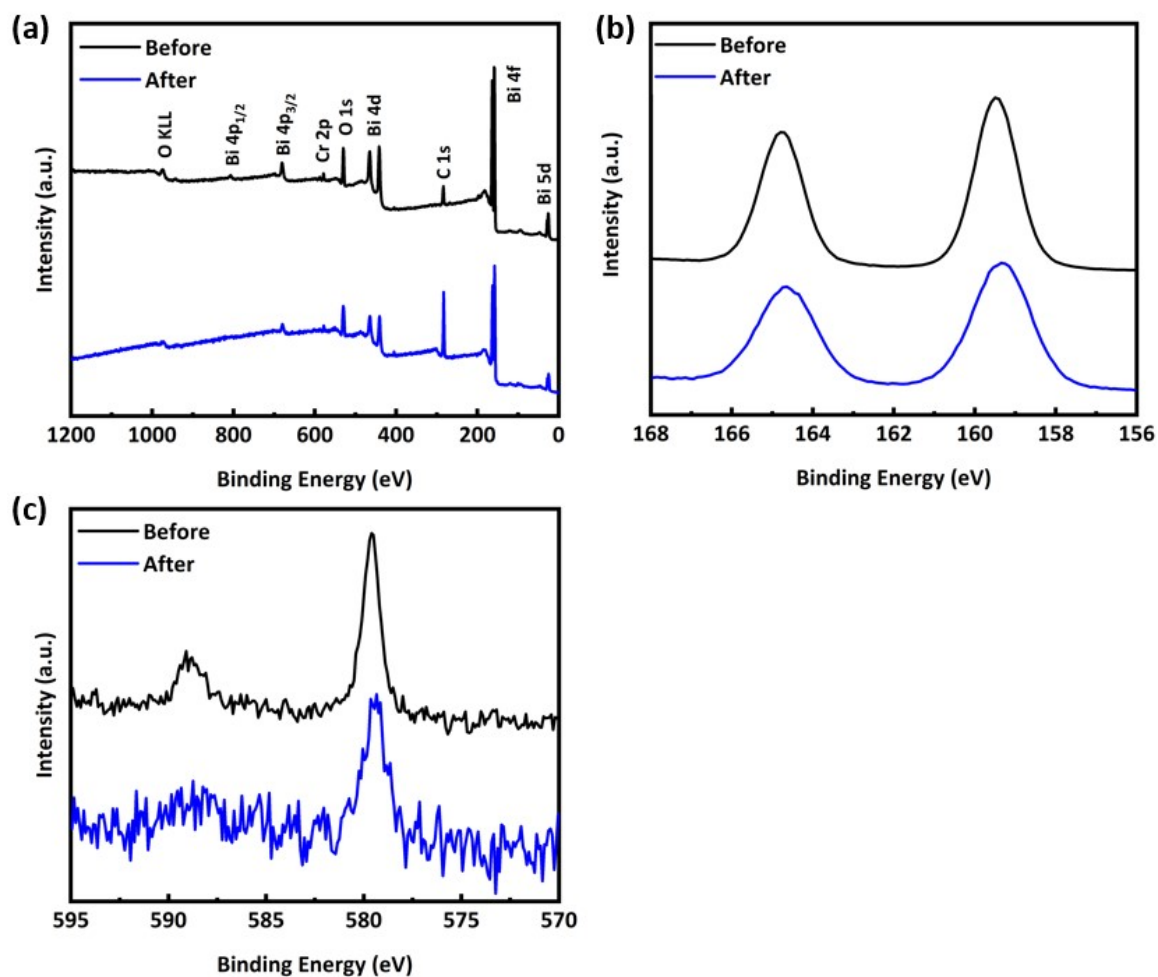 (a)
Before
After
O KLL
Bi 4p1/2
Bi 4p3/2
Cr 2p
O 1s
Bi 4d
C 1s
Bi 4f
Bi 5d
Intensity (a.u.)
1200 1000 800 600 400 200 0
Binding Energy (eV)
(b)
Before
After
Intensity (a.u.)
168 166 164 162 160 158 156
Binding Energy (eV)
(c)
Before
After
Intensity (a.u.)
595 590 585 580 575 570
Binding Energy (eV)